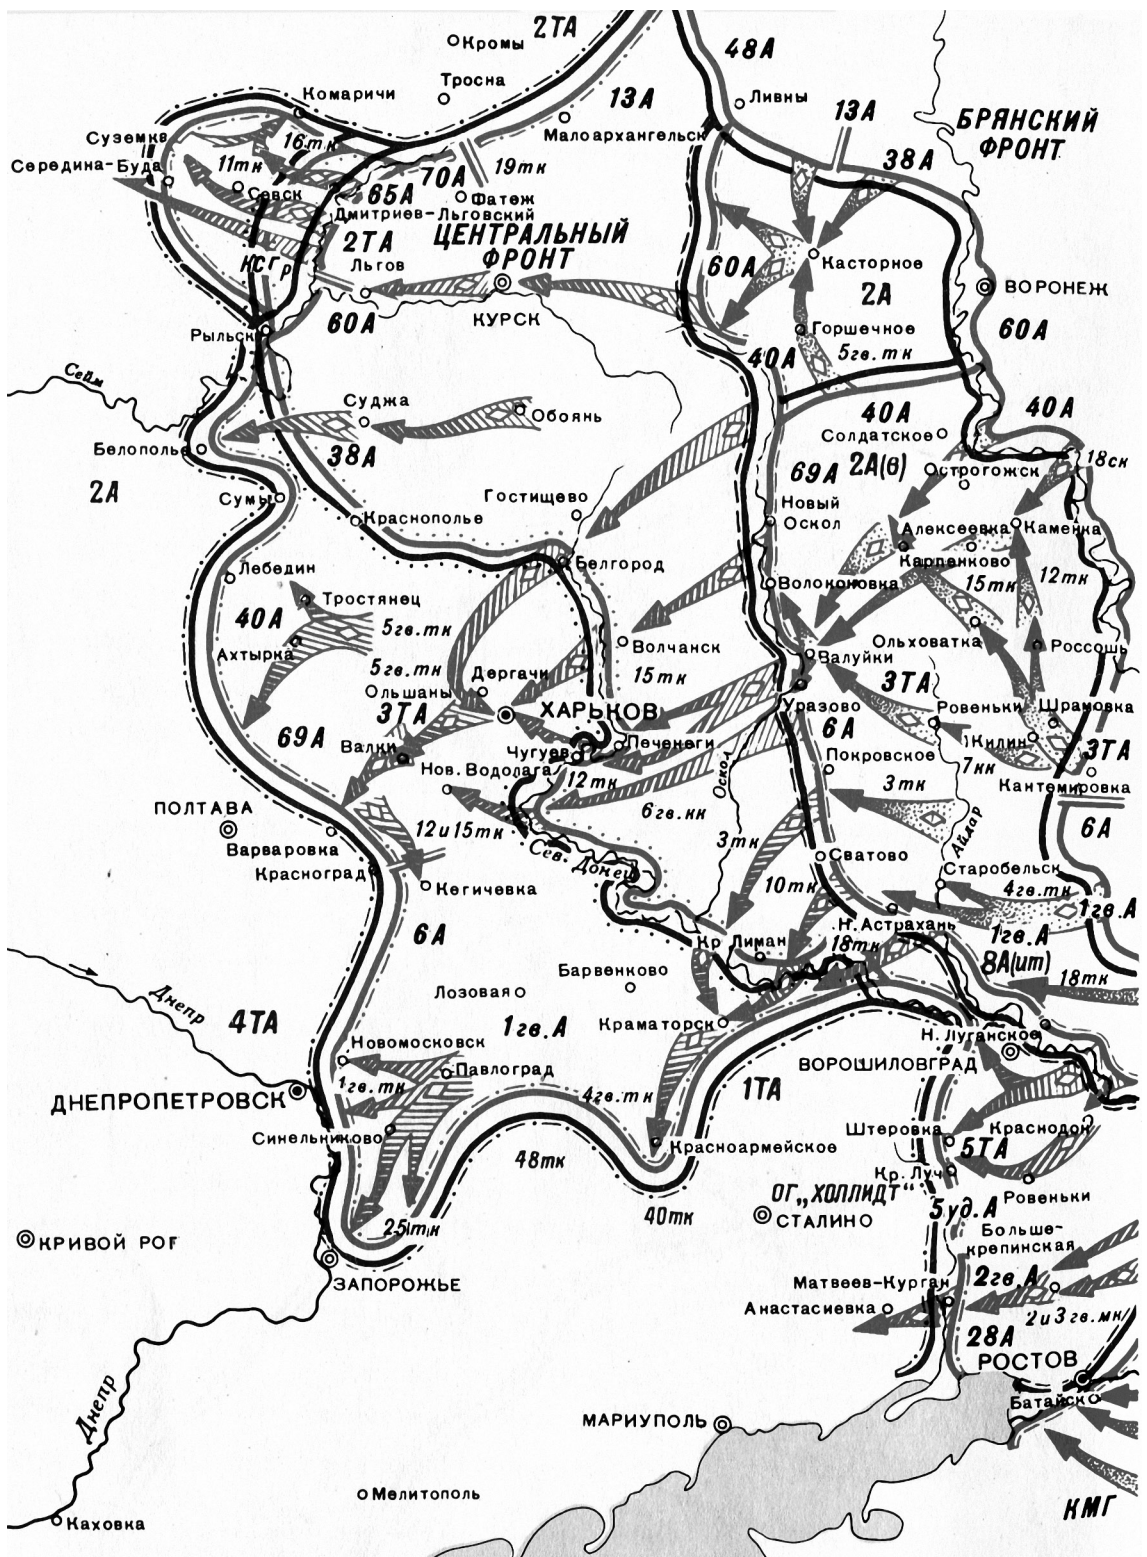 2ТА
Кромы
48А
Тросна
Комаричи
13А
Ливны
13А
БРЯНСКИЙ
ФРОНТ
Суземка
16тк
Малоархангельск
38А
Середина-Буда
11тк
19тк
70А
65А
Севск
Фатеж
Дмитриев-Льговский
2ТА
ЦЕНТРАЛЬНЫЙ
ФРОНТ
КСГр
Льгов
60А
Касторное
2А
ВОРОНЕЖ
60А
КУРСК
Рыльск
Горшечное
60А
40А
5гв.тк
Сейм
Суджа
Обоянь
40А
40А
Солдатское
Белополье
38А
18ск
2А
69А
2А(в)
Острогожск
Сумы
Гостищево
Новый
Оскол
Краснополье
Алексеевка
Каменка
Белгород
Карпенково
Лебедин
Волоконовка
15тк
12тк
Тростянец
40А
5гв.тк
Ахтырка
Волчанск
Ольховатка
Россошь
5гв.тк
Дергачи
15тк
Валуйки
Ольшаны
3ТА
3ТА
ХАРЬКОВ
Уразово
Ровеньки
Шрамовка
69А
6А
Валки
Чугуев
Печенеги
Жилин
3ТА
Нов. Водолага
12тк
Оскол
Покровское
7кк
Кантемировка
3тк
ПОЛТАВА
6гв.кк
12и15тк
6А
Варваровка
3тк
Айдар
Сев. Донец
Сватово
Красноград
Старобельск
Кегичевка
10тк
4гв.тк
1гв.А
6А
Н. Астрахань
1гв.А
Кр Лиман
18тк
8А(ит)
Барвенково
18тк
Днепр
Лозовая
4ТА
1гв.А
Краматорск
Н. Луганское
Новомосковск
ВОРОШИЛОВГРАД
1гв.тк
Павлоград
1ТА
4гв.тк
ДНЕПРОПЕТРОВСК
Штеровка
Краснодон
Синельниково
Красноармейское
5ТА
48тк
Кр. Луч
ОГ„ХОЛЛИДТ"
Ровеньки
40тк
5уд.А
СТАЛИНО
25тк
Больше-
крепинская
КРИВОЙ РОГ
ЗАПОРОЖЬЕ
Матвеев-Курган
2гв.А
Анастасиевка
2и3гв.мк
28А
РОСТОВ
Днепр
Батайск
МАРИУПОЛЬ
Мелитополь
КМГ
Каховка